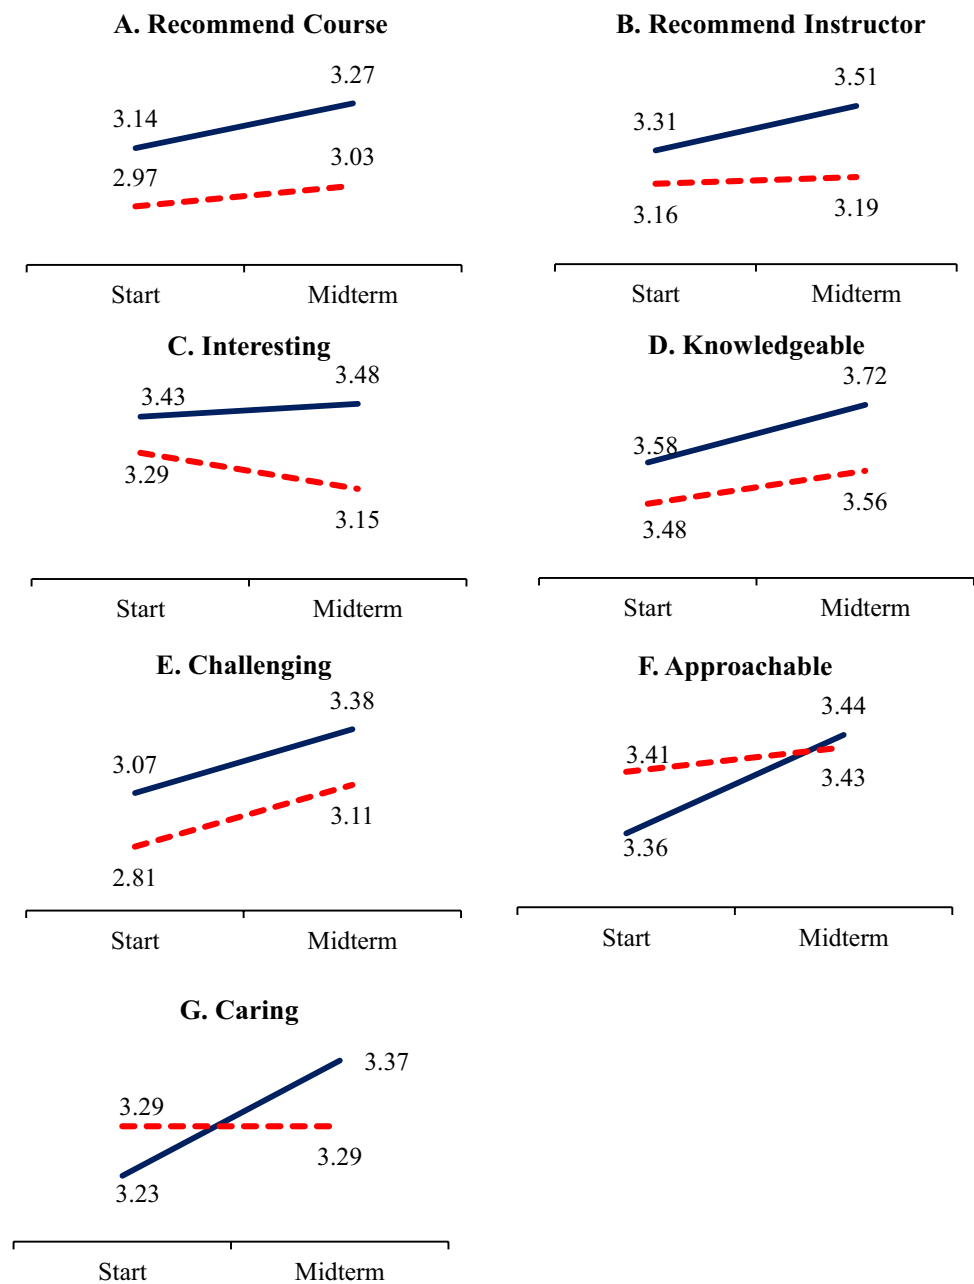 A. Recommend Course
3.14
3.27
2.97
3.03
Start
Midterm
B. Recommend Instructor
3.31
3.51
3.16
3.19
Start
Midterm
C. Interesting
3.43
3.48
3.29
3.15
Start
Midterm
D. Knowledgeable
3.58
3.72
3.48
3.56
Start
Midterm
E. Challenging
3.07
3.38
2.81
3.11
Start
Midterm
F. Approachable
3.41
3.44
3.36
3.43
Start
Midterm
G. Caring
3.29
3.37
3.23
3.29
Start
Midterm